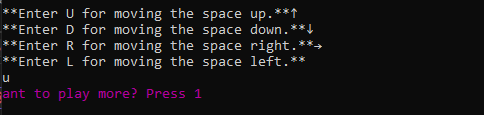 **Enter U for moving the space up.**↑
**Enter D for moving the space down.**↓
**Enter R for moving the space right.**→
**Enter L for moving the space left.**
u
ant to play more? Press 1